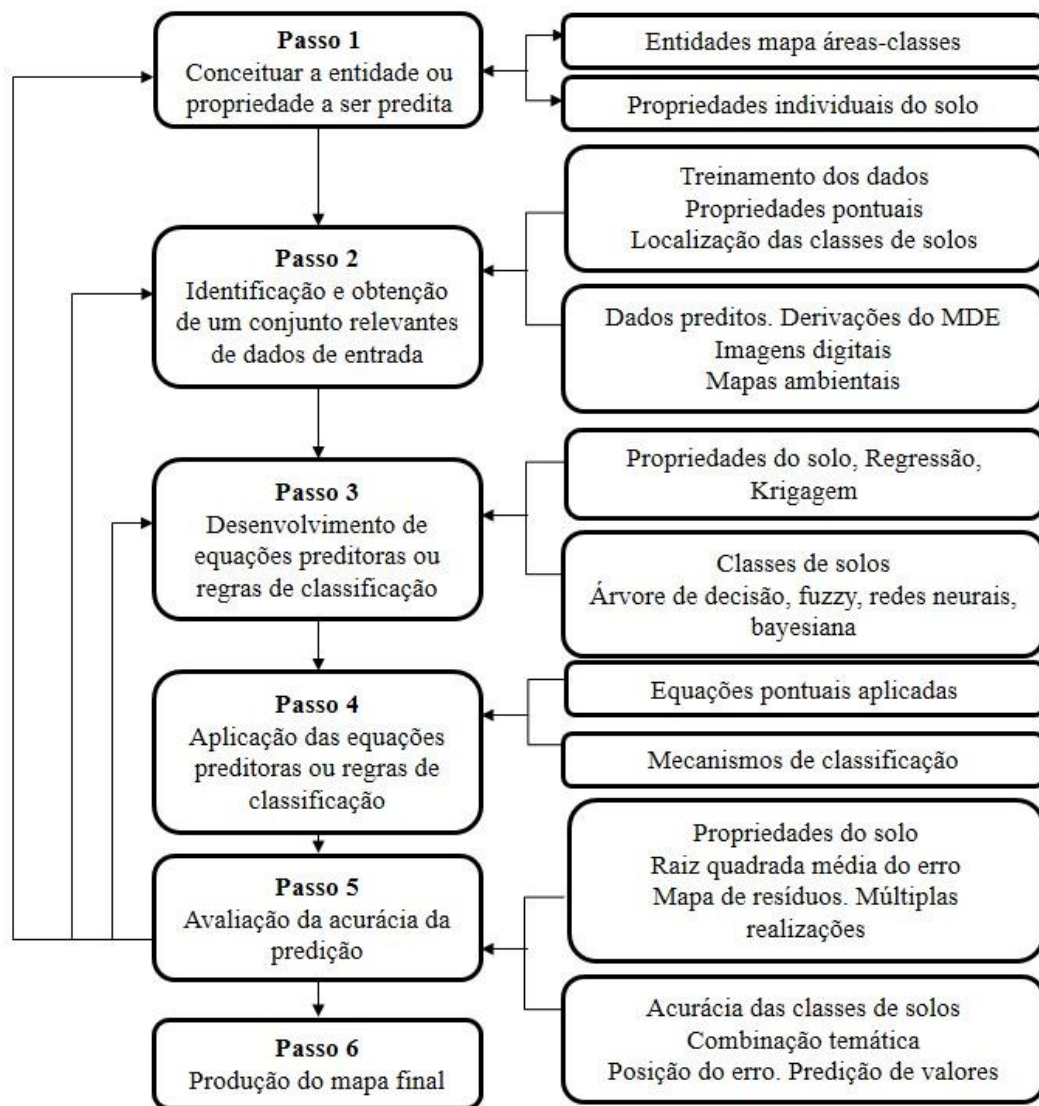 Passo 1
Conceituar a entidade ou
propriedade a ser predita
Entidades mapa áreas-classes
Propriedades individuais do solo
Passo 2
Identificação e obtenção
de um conjunto relevantes
de dados de entrada
Treinamento dos dados
Propriedades pontuais
Localização das classes de solos
Dados preditos. Derivações do MDE
Imagens digitais
Mapas ambientais
Passo 3
Desenvolvimento de
equações preditoras ou
regras de classificação
Propriedades do solo, Regressão,
Krigagem
Classes de solos
Árvore de decisão, fuzzy, redes neurais,
bayesiana
Passo 4
Aplicação das equações
preditoras ou regras de
classificação
Equações pontuais aplicadas
Mecanismos de classificação
Passo 5
Avaliação da acurácia da
predição
Propriedades do solo
Raiz quadrada média do erro
Mapa de resíduos. Múltiplas
realizações
Acurácia das classes de solos
Combinação temática
Posição do erro. Predição de valores
Passo 6
Produção do mapa final